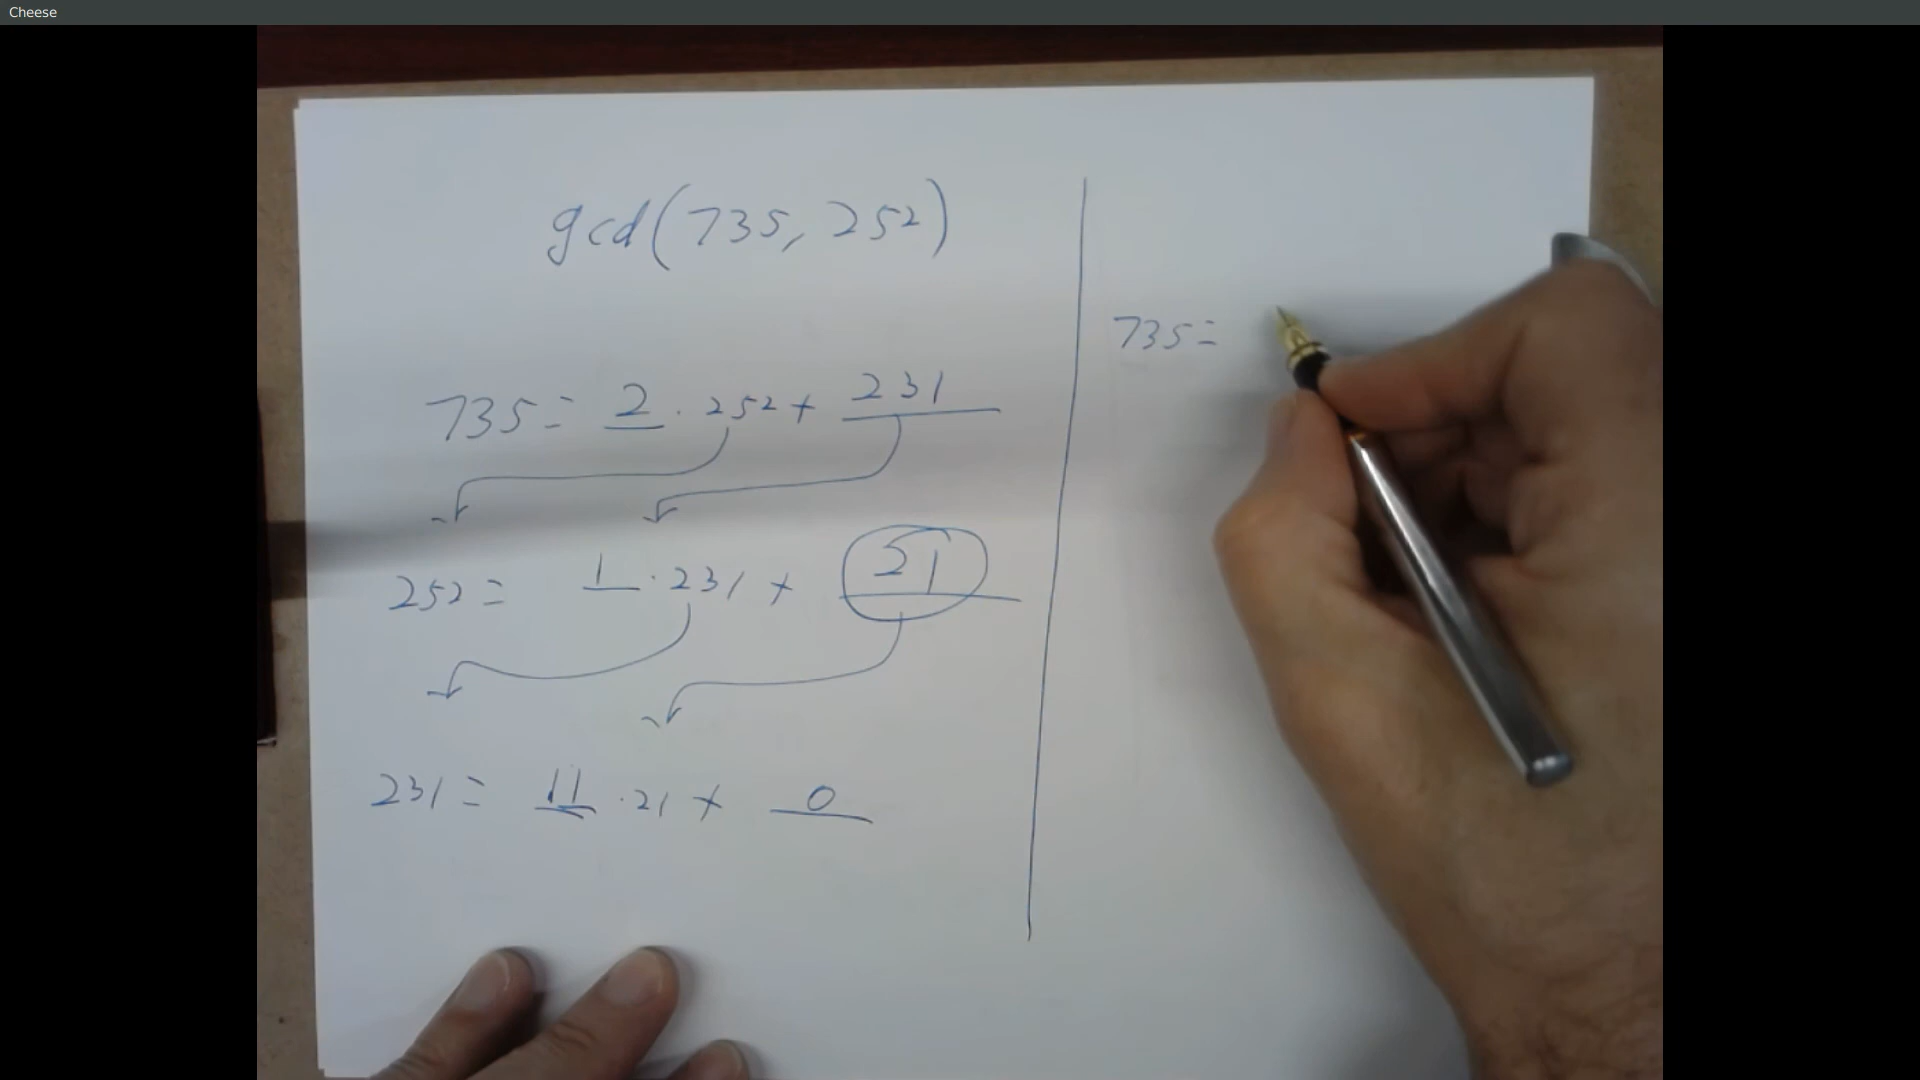 Cheese
gcd(735, 252)
735 = 2 · 252 + 231
252 = 1 · 231 + 21
231 = 11 · 21 + 0
735 =